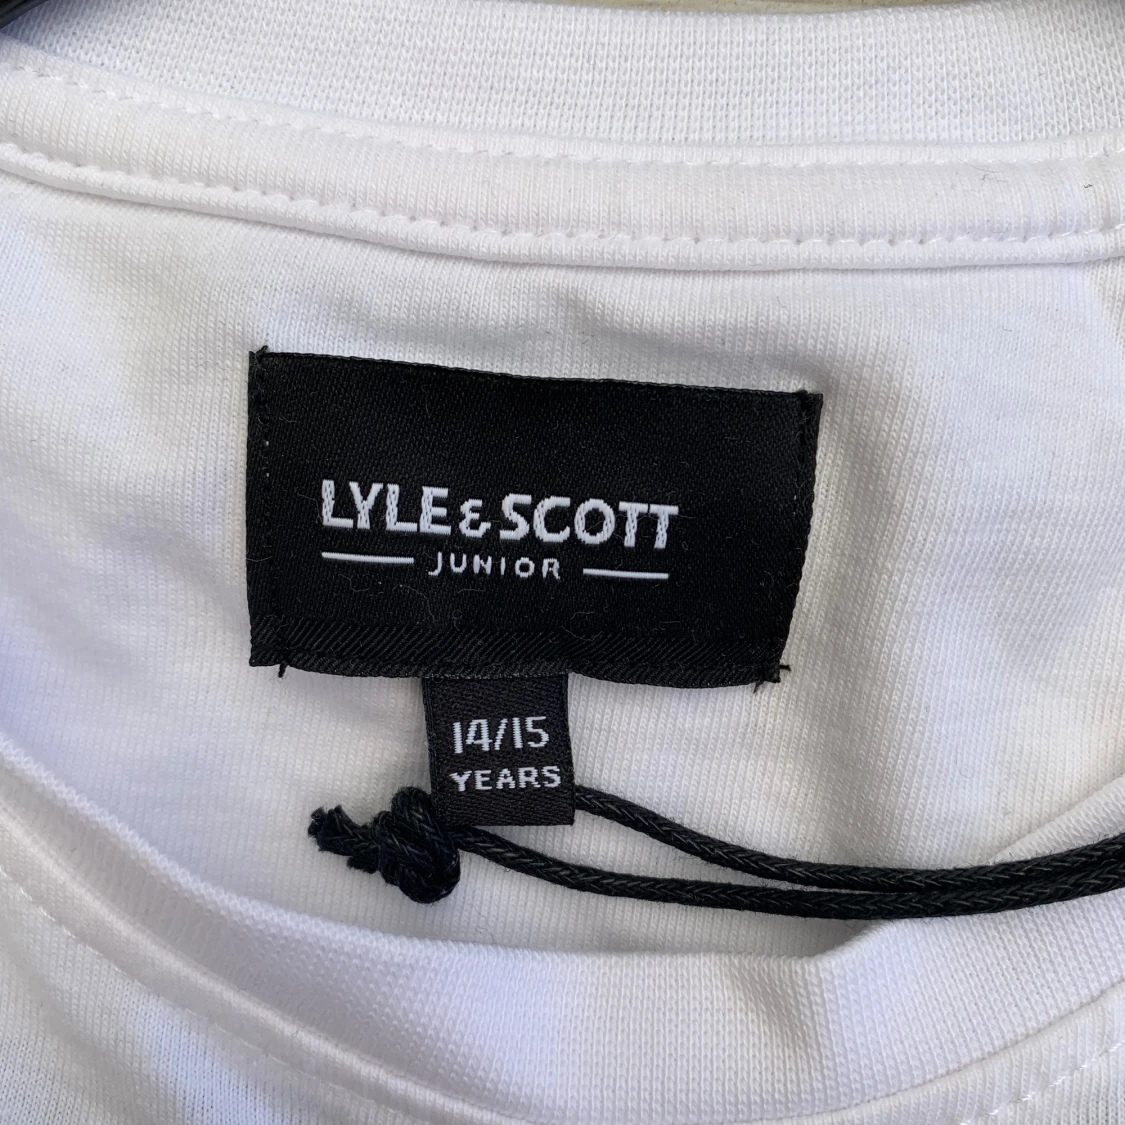 LYLE & SCOTT
JUNIOR
14/15
YEARS